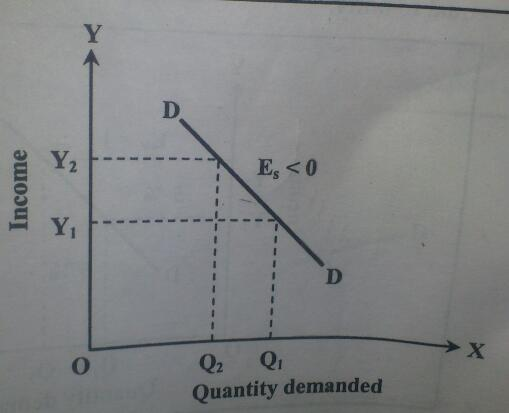 Y
D
Y₂
Eₛ < 0
Income
Y₁
D
O
Q₂
Q₁
X
Quantity demanded